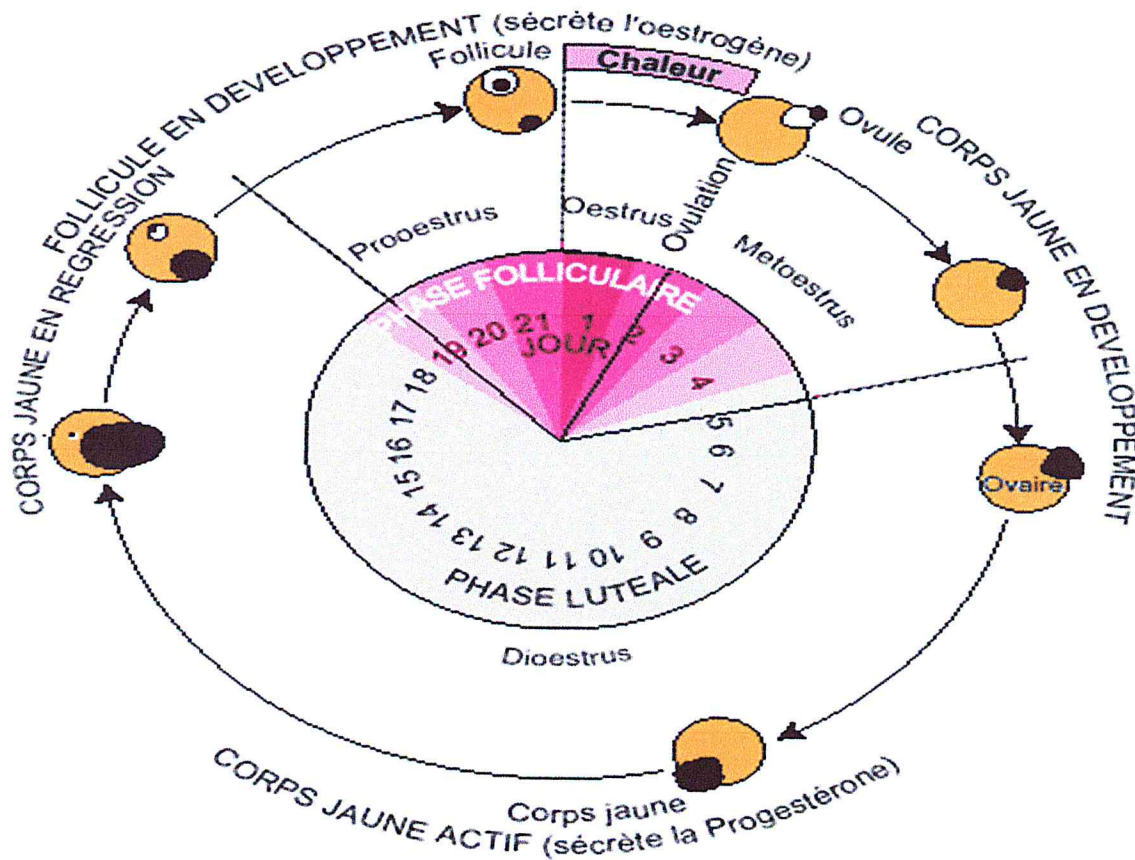 FOLLICULE EN DEVELOPPEMENT (sécrète l'oestrogène)
Follicule
Chaleur
Ovule
Ovulation
CORPS JAUNE EN DEVELOPPEMENT
CORPS JAUNE EN REGRESSION
Prooestrus
Oestrus
Metoestrus
PHASE FOLLICULAIRE
JOUR
1
2
3
4
5
6
7
8
9
10
11
12
13
14
15
16
17
18
19
20
21
PHASE LUTEALE
Ovaire
Dioestrus
Corps jaune
CORPS JAUNE ACTIF (sécrète la Progestérone)